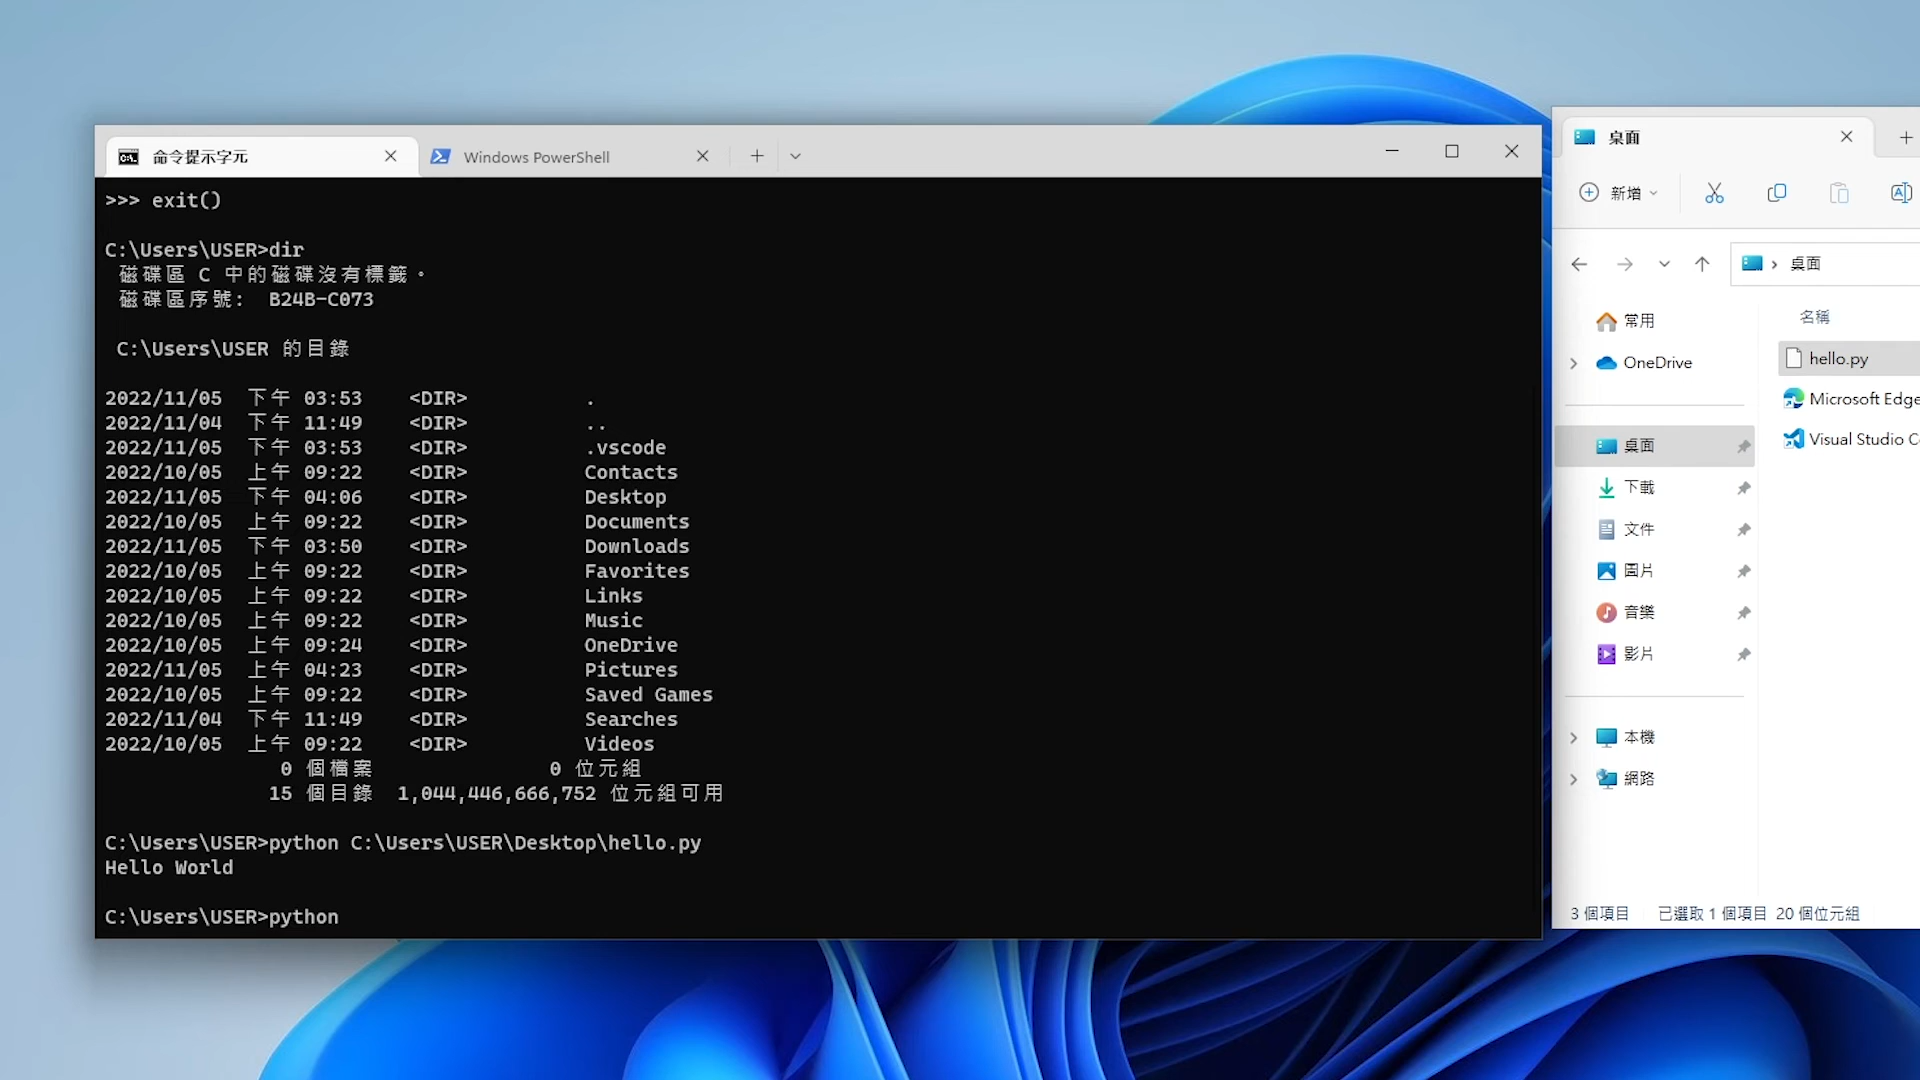 命令提示字元
Windows PowerShell
>>> exit()
C:\Users\USER>dir
磁碟區 C 中的磁碟沒有標籤。
磁碟區序號:  B24B-C073
C:\Users\USER 的目錄
2022/11/05  下午 03:53    <DIR>          .
2022/11/04  下午 11:49    <DIR>          ..
2022/11/05  下午 03:53    <DIR>          .vscode
2022/10/05  上午 09:22    <DIR>          Contacts
2022/11/05  下午 04:06    <DIR>          Desktop
2022/10/05  上午 09:22    <DIR>          Documents
2022/11/05  下午 03:50    <DIR>          Downloads
2022/10/05  上午 09:22    <DIR>          Favorites
2022/10/05  上午 09:22    <DIR>          Links
2022/10/05  上午 09:22    <DIR>          Music
2022/10/05  上午 09:24    <DIR>          OneDrive
2022/11/05  上午 04:23    <DIR>          Pictures
2022/10/05  上午 09:22    <DIR>          Saved Games
2022/11/04  下午 11:49    <DIR>          Searches
2022/10/05  上午 09:22    <DIR>          Videos
0 個檔案               0 位元組
15 個目錄  1,044,446,666,752 位元組可用
C:\Users\USER>python C:\Users\USER\Desktop\hello.py
Hello World
C:\Users\USER>python
桌面
新增
桌面
常用
OneDrive
桌面
下載
文件
圖片
音樂
影片
本機
網路
名稱
hello.py
Microsoft Edge
Visual Studio C
3 個項目
已選取 1 個項目 20 個位元組